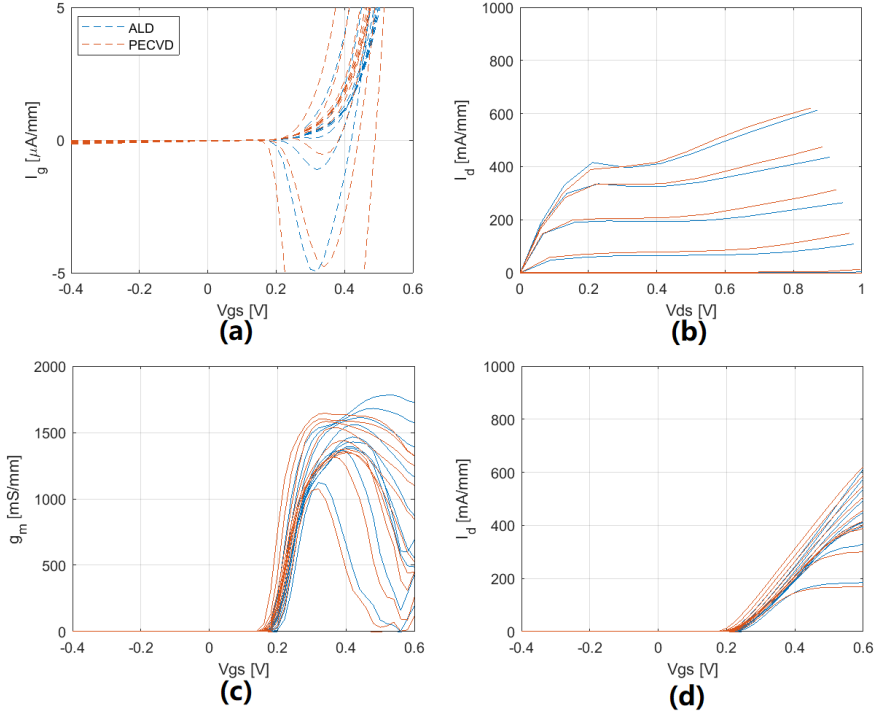 5
0
-5
I_g [μA/mm]
ALD
PECVD
-0.4 -0.2 0 0.2 0.4 0.6
Vgs [V]
(a)
1000
800
600
400
200
0
I_d [mA/mm]
0 0.2 0.4 0.6 0.8 1
Vds [V]
(b)
2000
1500
1000
500
0
g_m [mS/mm]
-0.4 -0.2 0 0.2 0.4 0.6
Vgs [V]
(c)
1000
800
600
400
200
0
I_d [mA/mm]
-0.4 -0.2 0 0.2 0.4 0.6
Vgs [V]
(d)